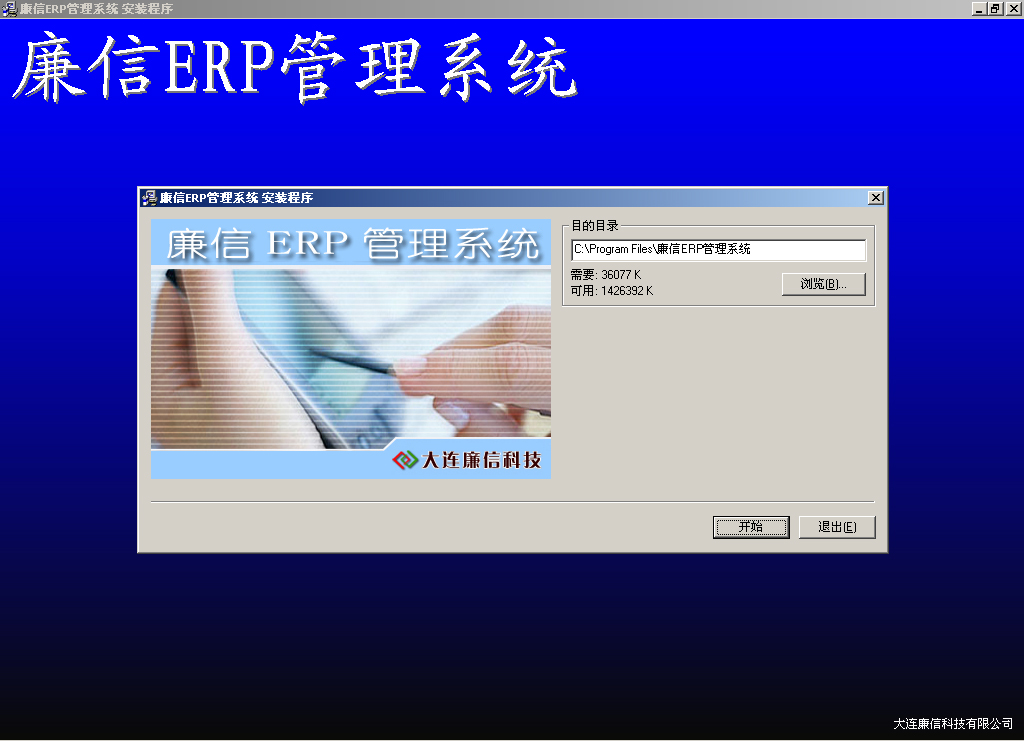 廉信ERP管理系统 安装程序
廉信ERP管理系统
廉信ERP管理系统 安装程序
廉信 ERP 管理系统
目的目录
C:\Program Files\廉信ERP管理系统
需要: 36077 K
可用: 1426392 K
浏览(B)...
大连廉信科技
开始
退出(E)
大连廉信科技有限公司